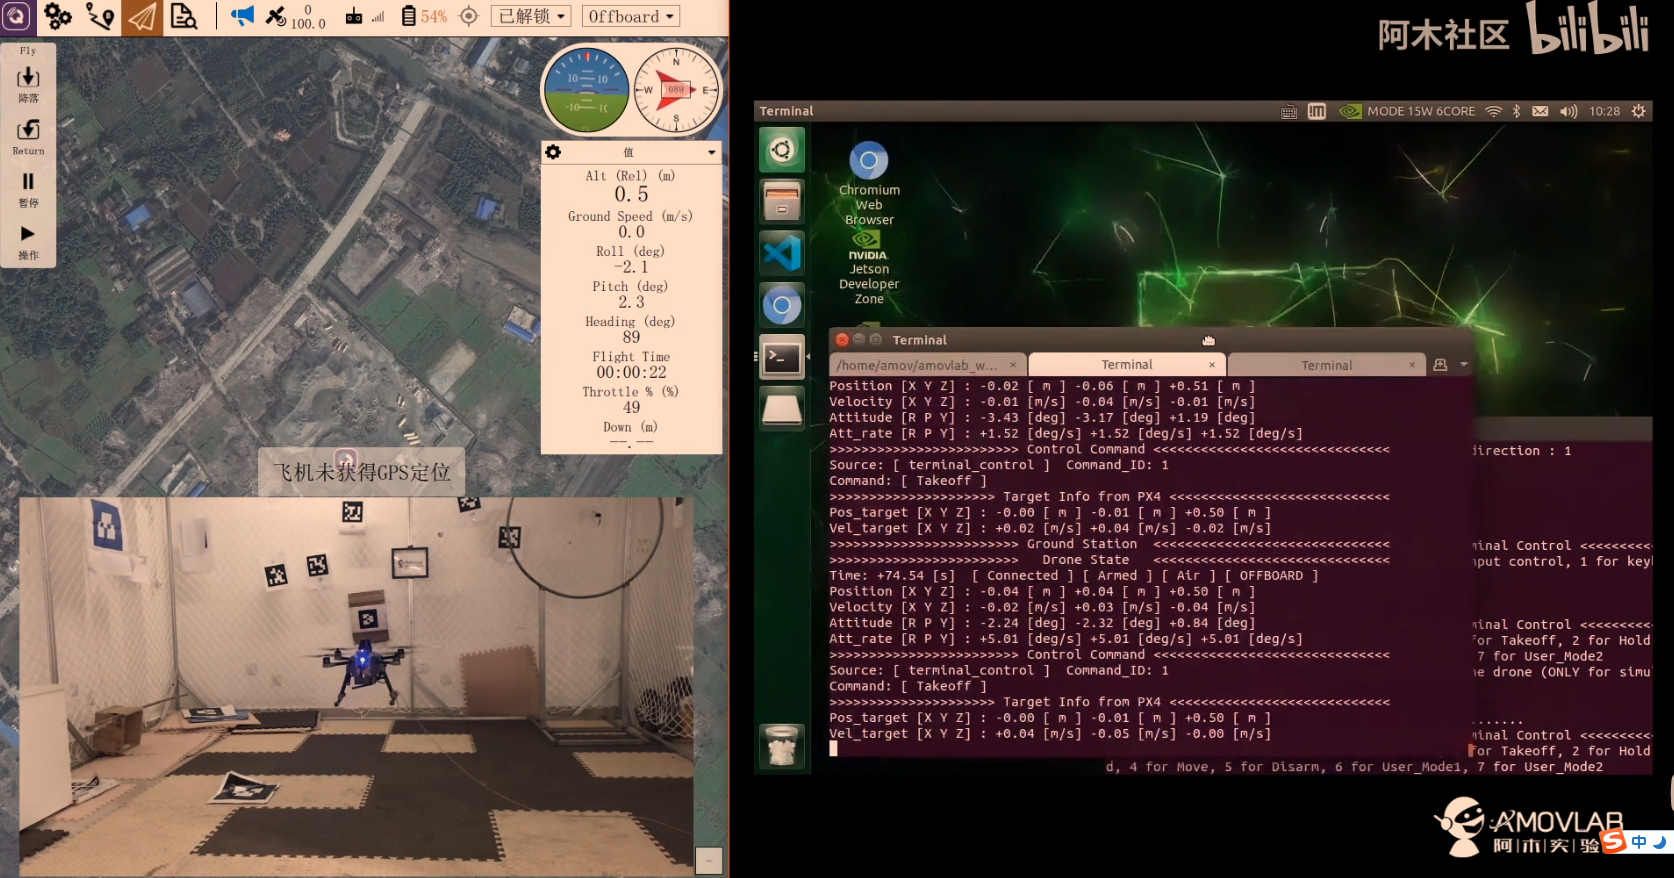 0
100.0
54%
已解锁
Offboard
Fly
降落
Return
暂停
操作
10 10
-10
N
W 089 E
S
值
Alt (Rel) (m)
0.5
Ground Speed (m/s)
0.0
Roll (deg)
-2.1
Pitch (deg)
2.3
Heading (deg)
89
Flight Time
00:00:22
Throttle % (%)
49
Down (m)
--.--
飞机未获得GPS定位
阿木社区 bilibili
Terminal
MODE 15W 6CORE
10:28
Chromium
Web
Browser
NVIDIA.
Jetson
Developer
Zone
Terminal
/home/amov/amovlab_w... × Terminal × Terminal ×
Position [X Y Z] : -0.02 [ m ] -0.06 [ m ] +0.51 [ m ]
Velocity [X Y Z] : -0.01 [m/s] -0.04 [m/s] -0.01 [m/s]
Attitude [R P Y] : -3.43 [deg] -3.17 [deg] +1.19 [deg]
Att_rate [R P Y] : +1.52 [deg/s] +1.52 [deg/s] +1.52 [deg/s]
>>>>>>>>>>>>>>>>>>>>>>>> Control Command <<<<<<<<<<<<<<<<<<<<<<<<<<<<<<
Source: [ terminal_control ]  Command_ID: 1
Command: [ Takeoff ]
>>>>>>>>>>>>>>>>>>>>> Target Info from PX4 <<<<<<<<<<<<<<<<<<<<<<<<<<<<
Pos_target [X Y Z] : -0.00 [ m ] -0.01 [ m ] +0.50 [ m ]
Vel_target [X Y Z] : +0.02 [m/s] +0.04 [m/s] -0.02 [m/s]
>>>>>>>>>>>>>>>>>>>>>>>> Ground Station  <<<<<<<<<<<<<<<<<<<<<<<<<<<<<<
>>>>>>>>>>>>>>>>>>>>>>>>   Drone State   <<<<<<<<<<<<<<<<<<<<<<<<<<<<<<
Time: +74.54 [s]  [ Connected ] [ Armed ] [ Air ] [ OFFBOARD ]
Position [X Y Z] : -0.04 [ m ] +0.04 [ m ] +0.50 [ m ]
Velocity [X Y Z] : -0.02 [m/s] +0.03 [m/s] -0.04 [m/s]
Attitude [R P Y] : -2.24 [deg] -2.32 [deg] +0.84 [deg]
Att_rate [R P Y] : +5.01 [deg/s] +5.01 [deg/s] +5.01 [deg/s]
>>>>>>>>>>>>>>>>>>>>>>>> Control Command <<<<<<<<<<<<<<<<<<<<<<<<<<<<<<
Source: [ terminal_control ]  Command_ID: 1
Command: [ Takeoff ]
>>>>>>>>>>>>>>>>>>>>> Target Info from PX4 <<<<<<<<<<<<<<<<<<<<<<<<<<<<
Pos_target [X Y Z] : -0.00 [ m ] -0.01 [ m ] +0.50 [ m ]
Vel_target [X Y Z] : +0.04 [m/s] -0.05 [m/s] -0.00 [m/s]
direction : 1
minal Control <<<<<<<<<<
nput control, 1 for key
minal Control <<<<<<<<<<
for Takeoff, 2 for Hold
7 for User_Mode2
e drone (ONLY for simu
.......
minal Control <<<<<<<<<<
for Takeoff, 2 for Hold
d, 4 for Move, 5 for Disarm, 6 for User_Mode1, 7 for User_Mode2
AMOVLAB
阿木实验
S 中